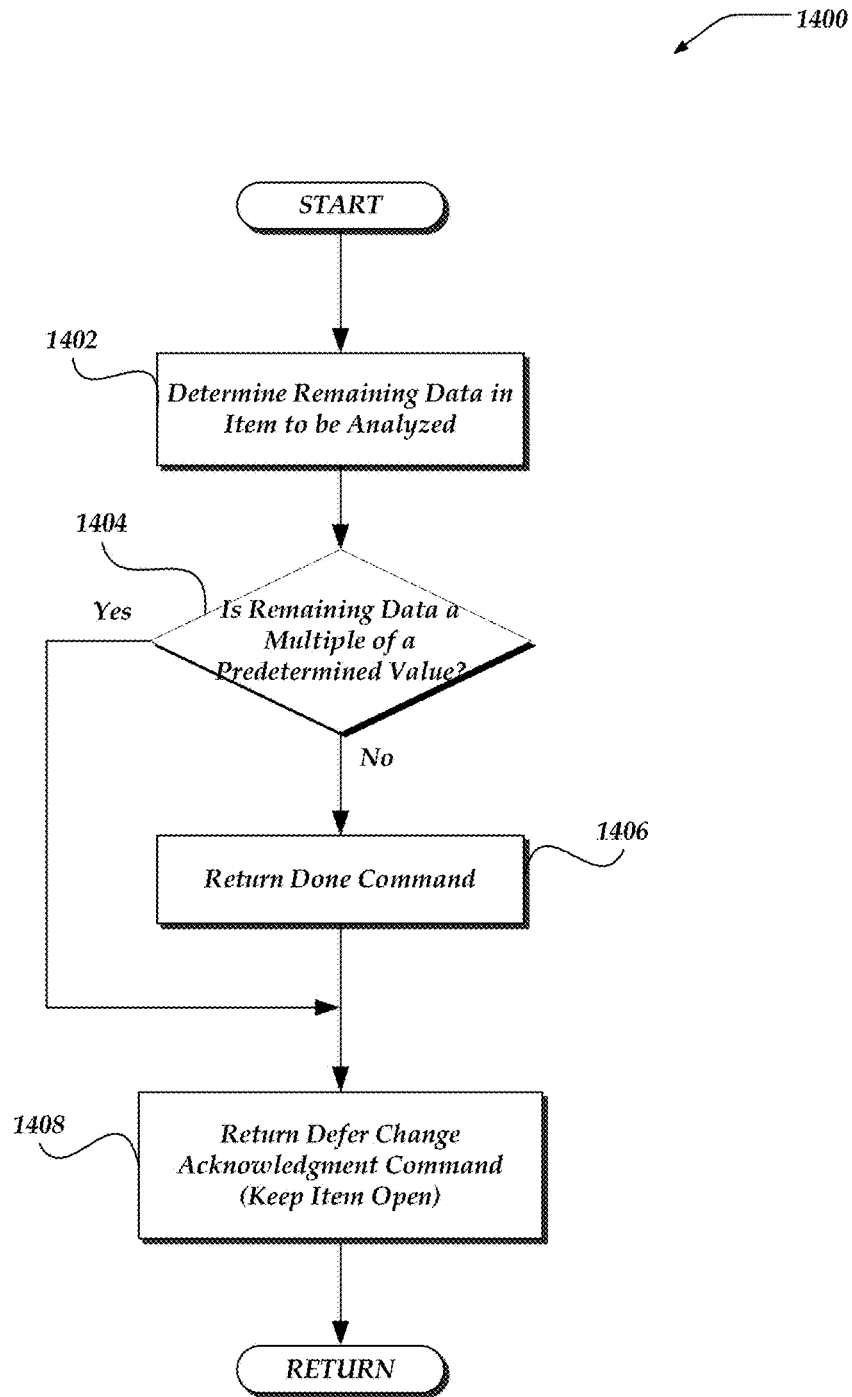 1400
START
1402
Determine Remaining Data in
Item to be Analyzed
1404
Yes
Is Remaining Data a
Multiple of a
Predetermined Value?
No
1406
Return Done Command
1408
Return Defer Change
Acknowledgment Command
(Keep Item Open)
RETURN